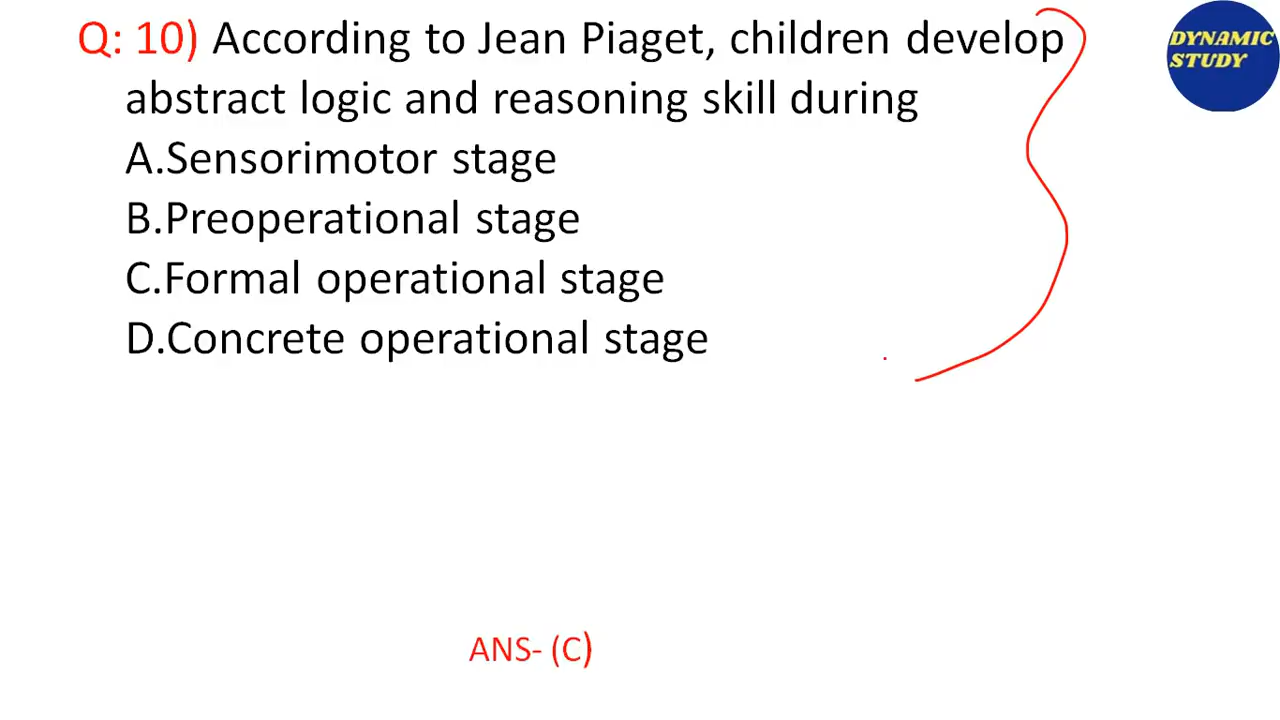 Q: 10) According to Jean Piaget, children develop
abstract logic and reasoning skill during
A.Sensorimotor stage
B.Preoperational stage
C.Formal operational stage
D.Concrete operational stage
ANS- (C)
DYNAMIC
STUDY